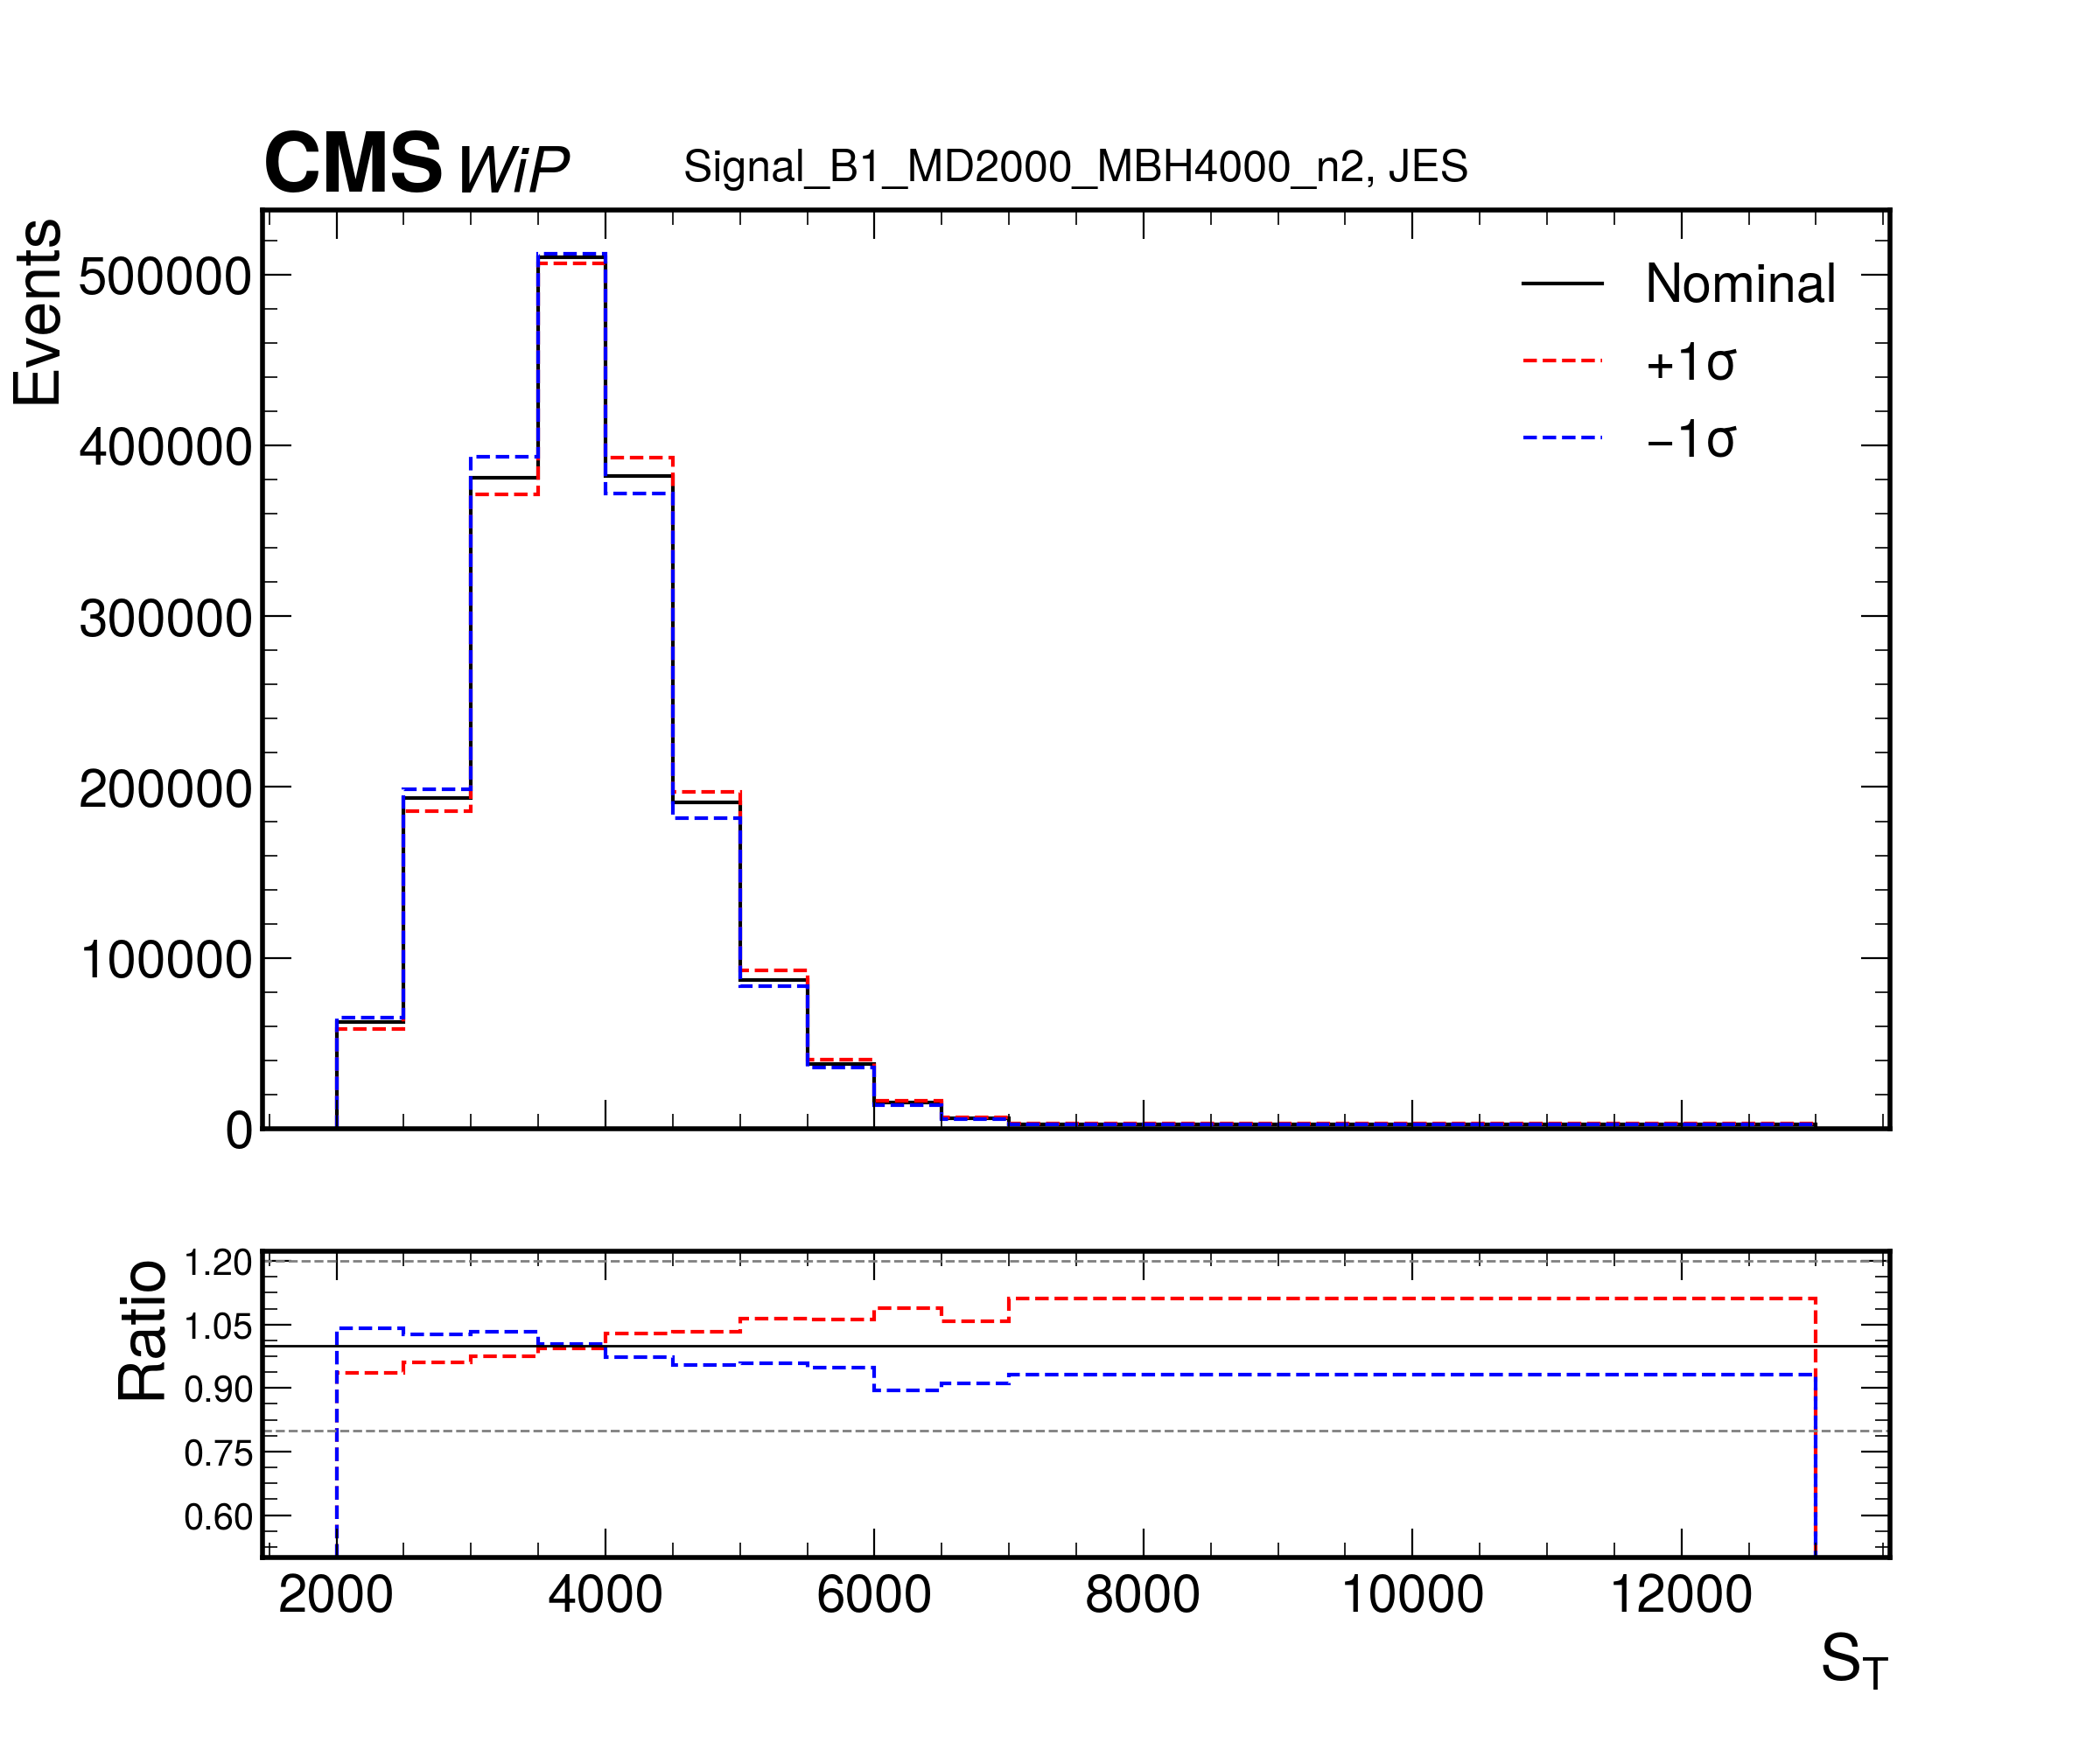 CMS WiP Signal_B1_MD2000_MBH4000_n2, JES
Events
500000
400000
300000
200000
100000
0
Nominal
+1σ
−1σ
Ratio
1.20
1.05
0.90
0.75
0.60
2000 4000 6000 8000 10000 12000
S_T